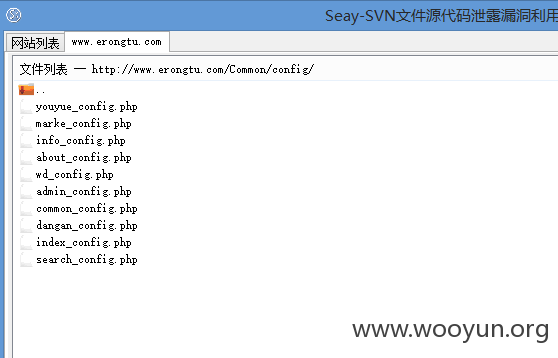 Seay-SVN文件源代码泄露漏洞利用
网站列表 www.erongtu.com
文件列表 — http://www.erongtu.com/Common/config/
..
youyue_config.php
marke_config.php
info_config.php
about_config.php
wd_config.php
admin_config.php
common_config.php
dangan_config.php
index_config.php
search_config.php
www.wooyun.org